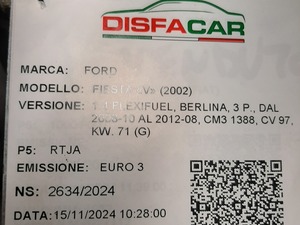 DISFACAR
MARCA: FORD
MODELLO: FIESTA (2002)
VERSIONE: FLEXIFUEL, BERLINA, 3 P., DAL
AL 2012-08, CM3 1388, CV 97,
KW. 71 (G)
P5: RTJA
EMISSIONE: EURO 3
NS: 2634/2024
DATA:15/11/2024 10:28:00